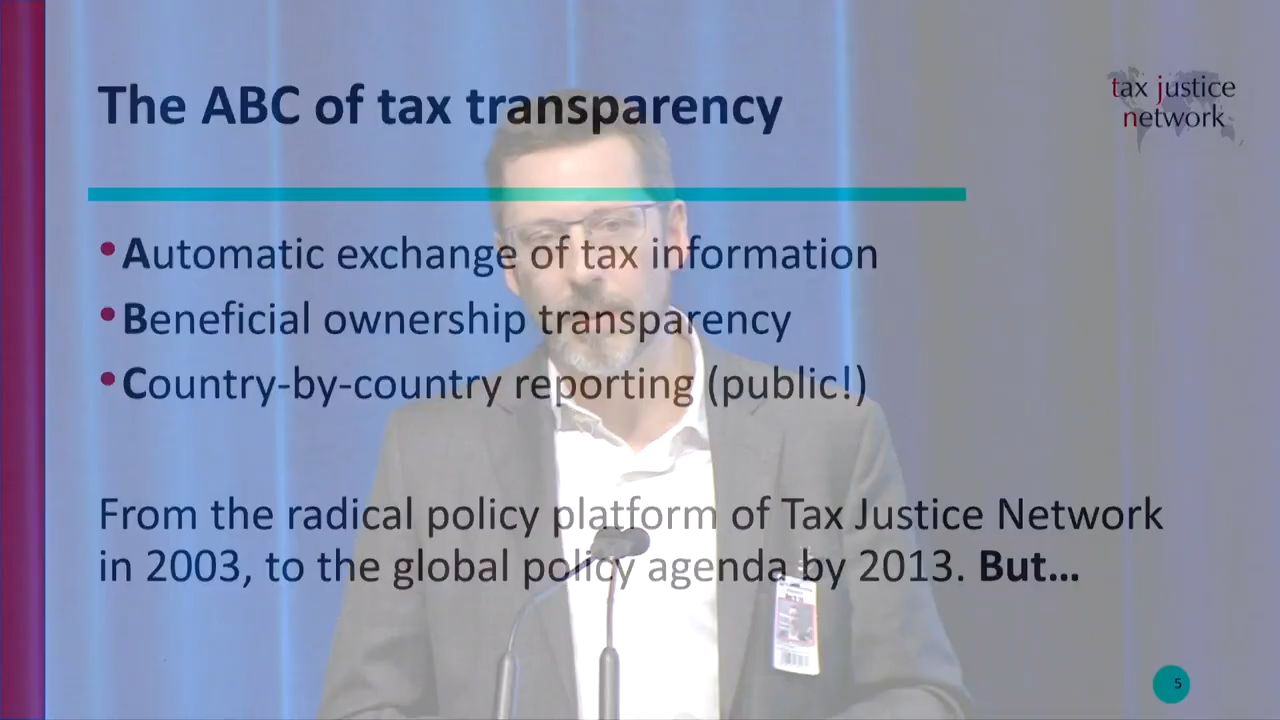 The ABC of tax transparency
tax justice
network
• Automatic exchange of tax information
• Beneficial ownership transparency
• Country-by-country reporting (public!)
From the radical policy platform of Tax Justice Network
in 2003, to the global policy agenda by 2013. But…
5